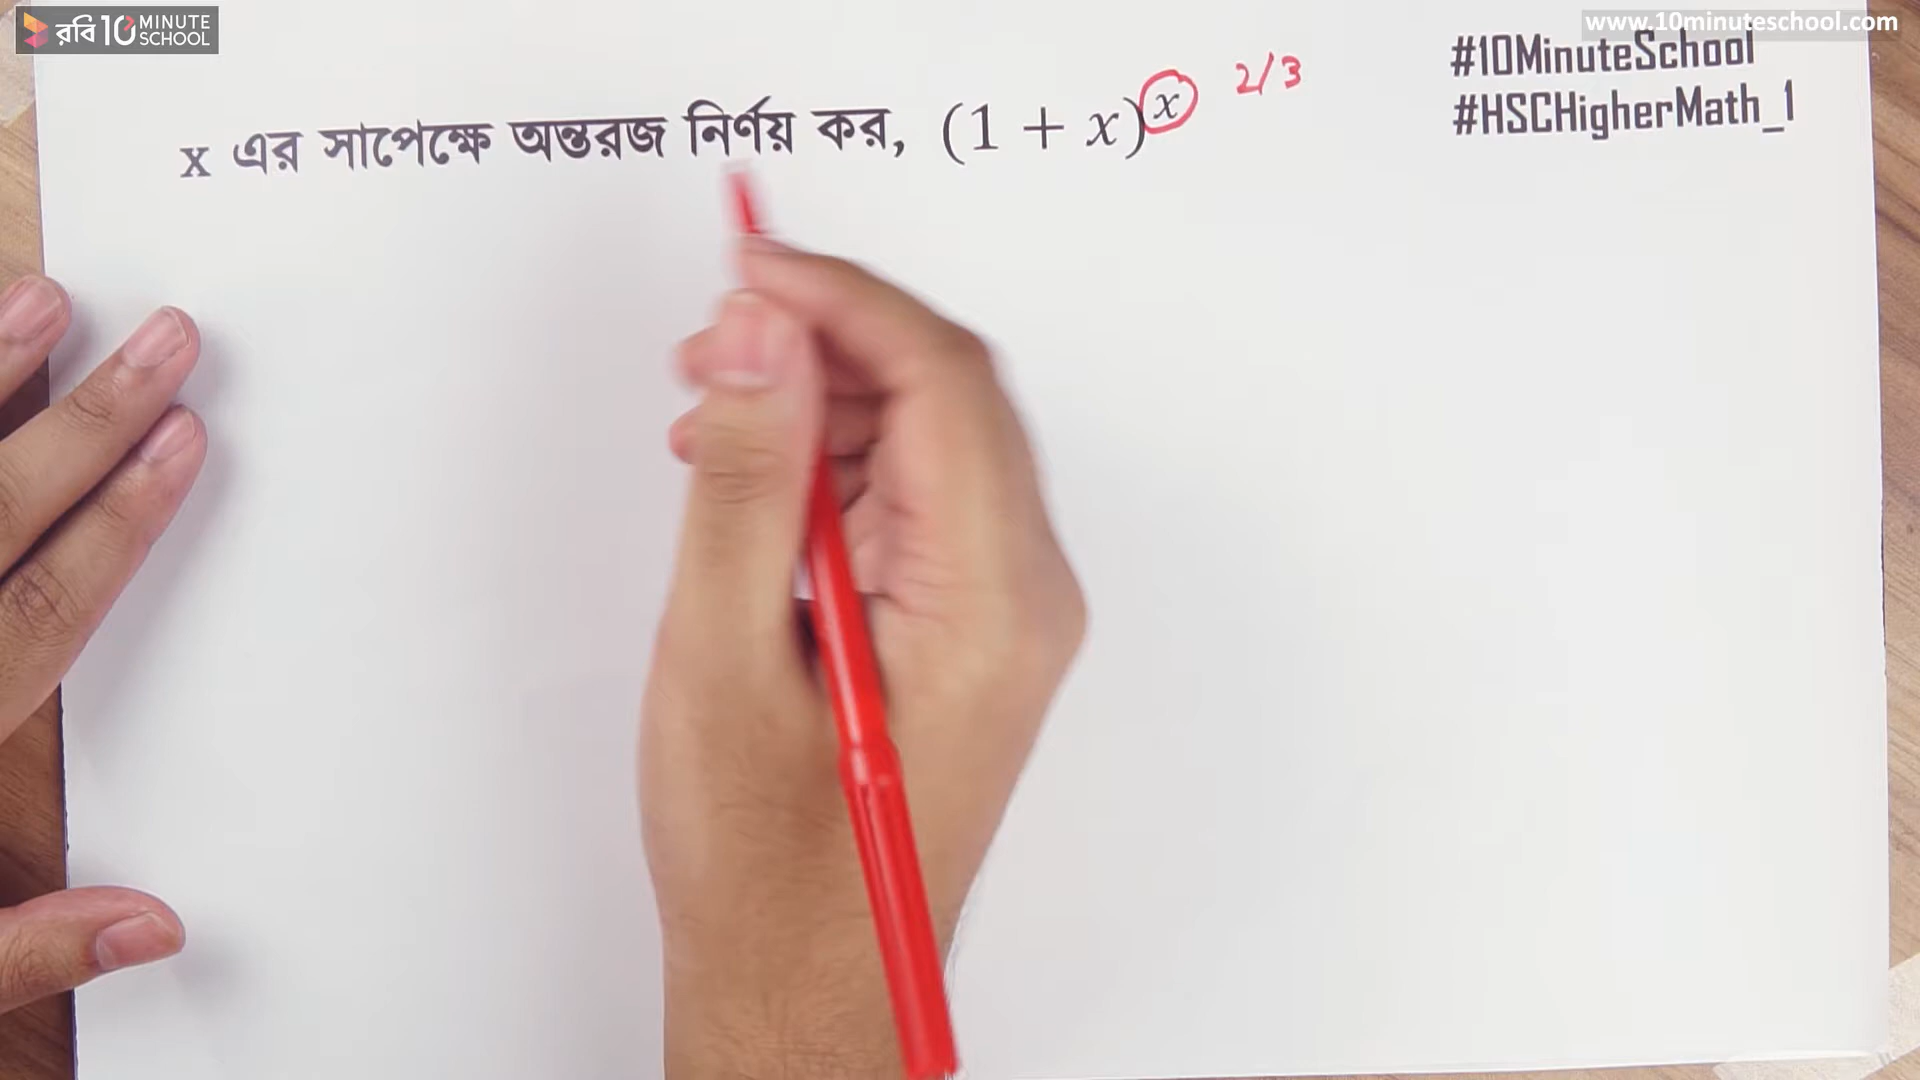 রবি 10 MINUTE SCHOOL
www.10minuteschool.com
#10MinuteSchool
#HSCHigherMath_1
x এর সাপেক্ষে অন্তরজ নির্ণয় কর, (1 + x)^x 2/3